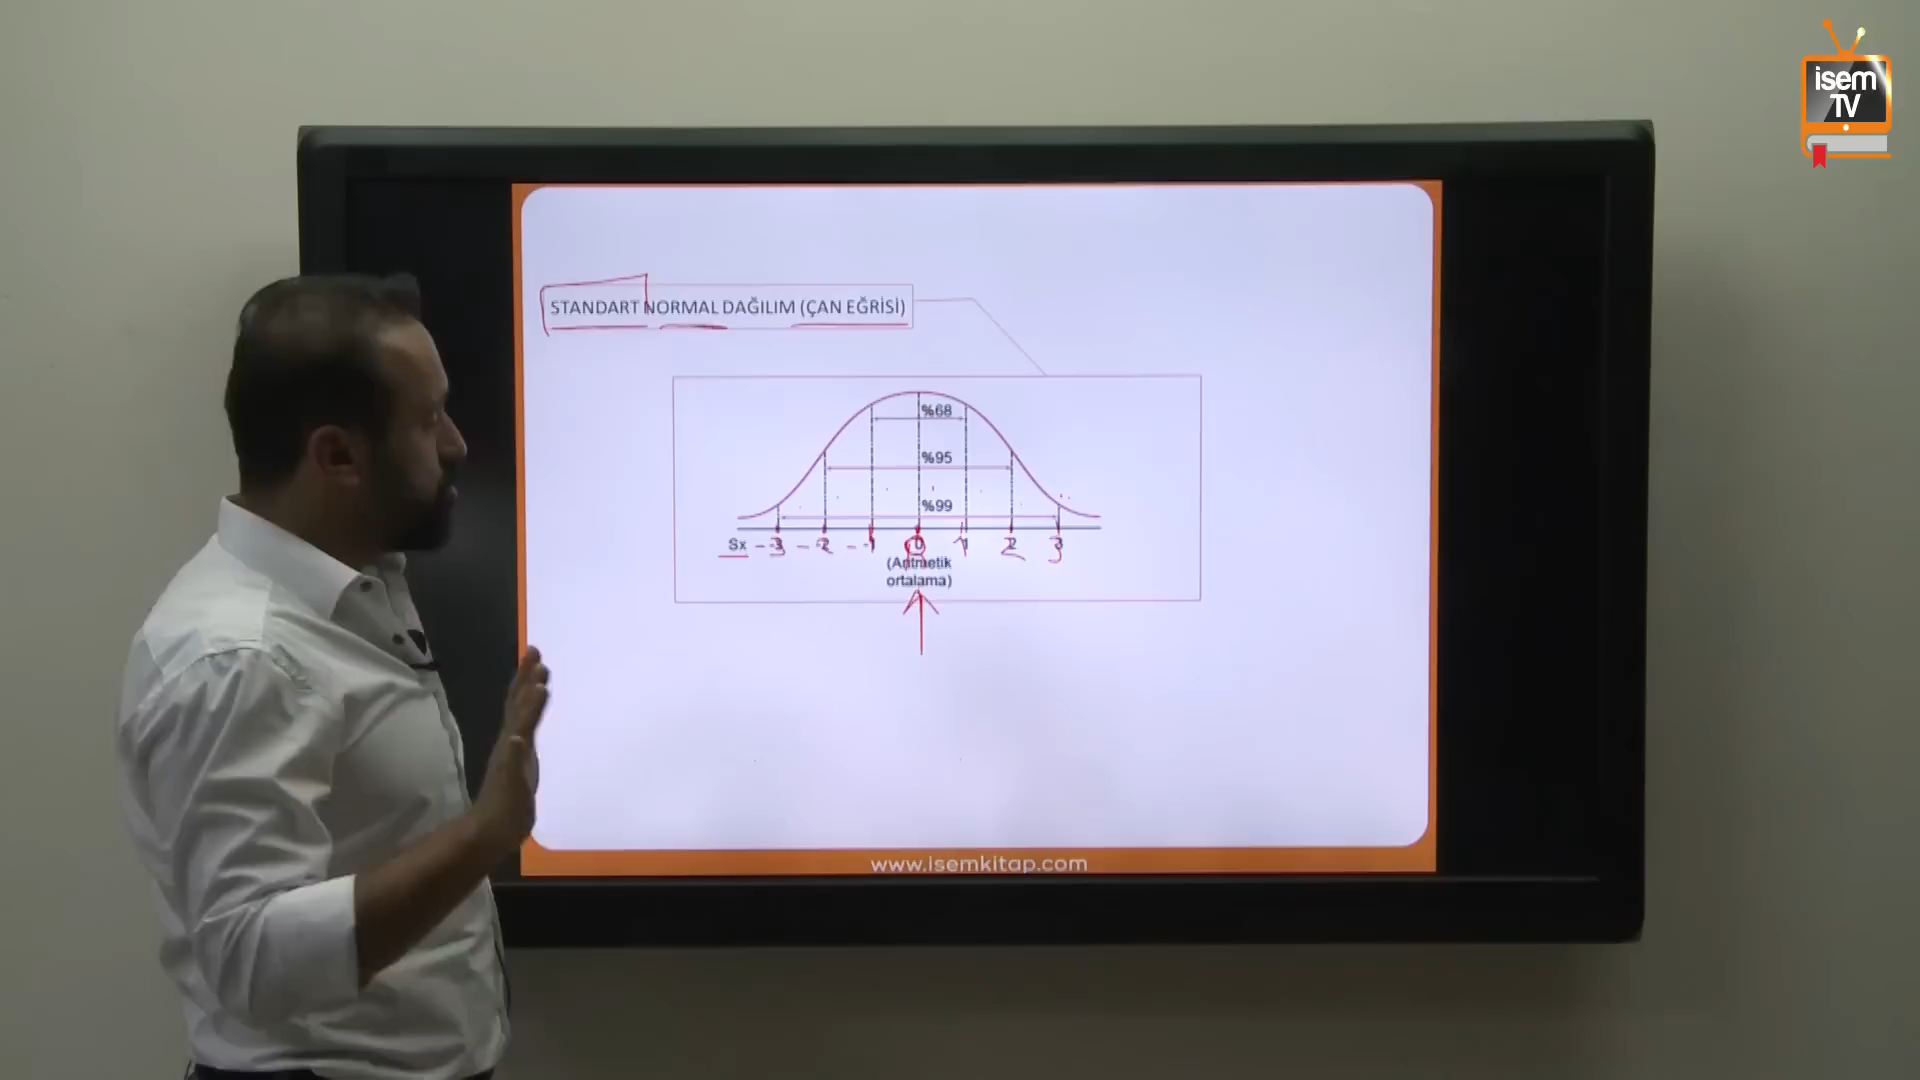 isem
TV
STANDART NORMAL DAĞILIM (ÇAN EĞRİSİ)
%68
%95
%99
Sx -3 -2 -1 0 1 2 3
(Aritmetik
ortalama)
www.isemkitap.com